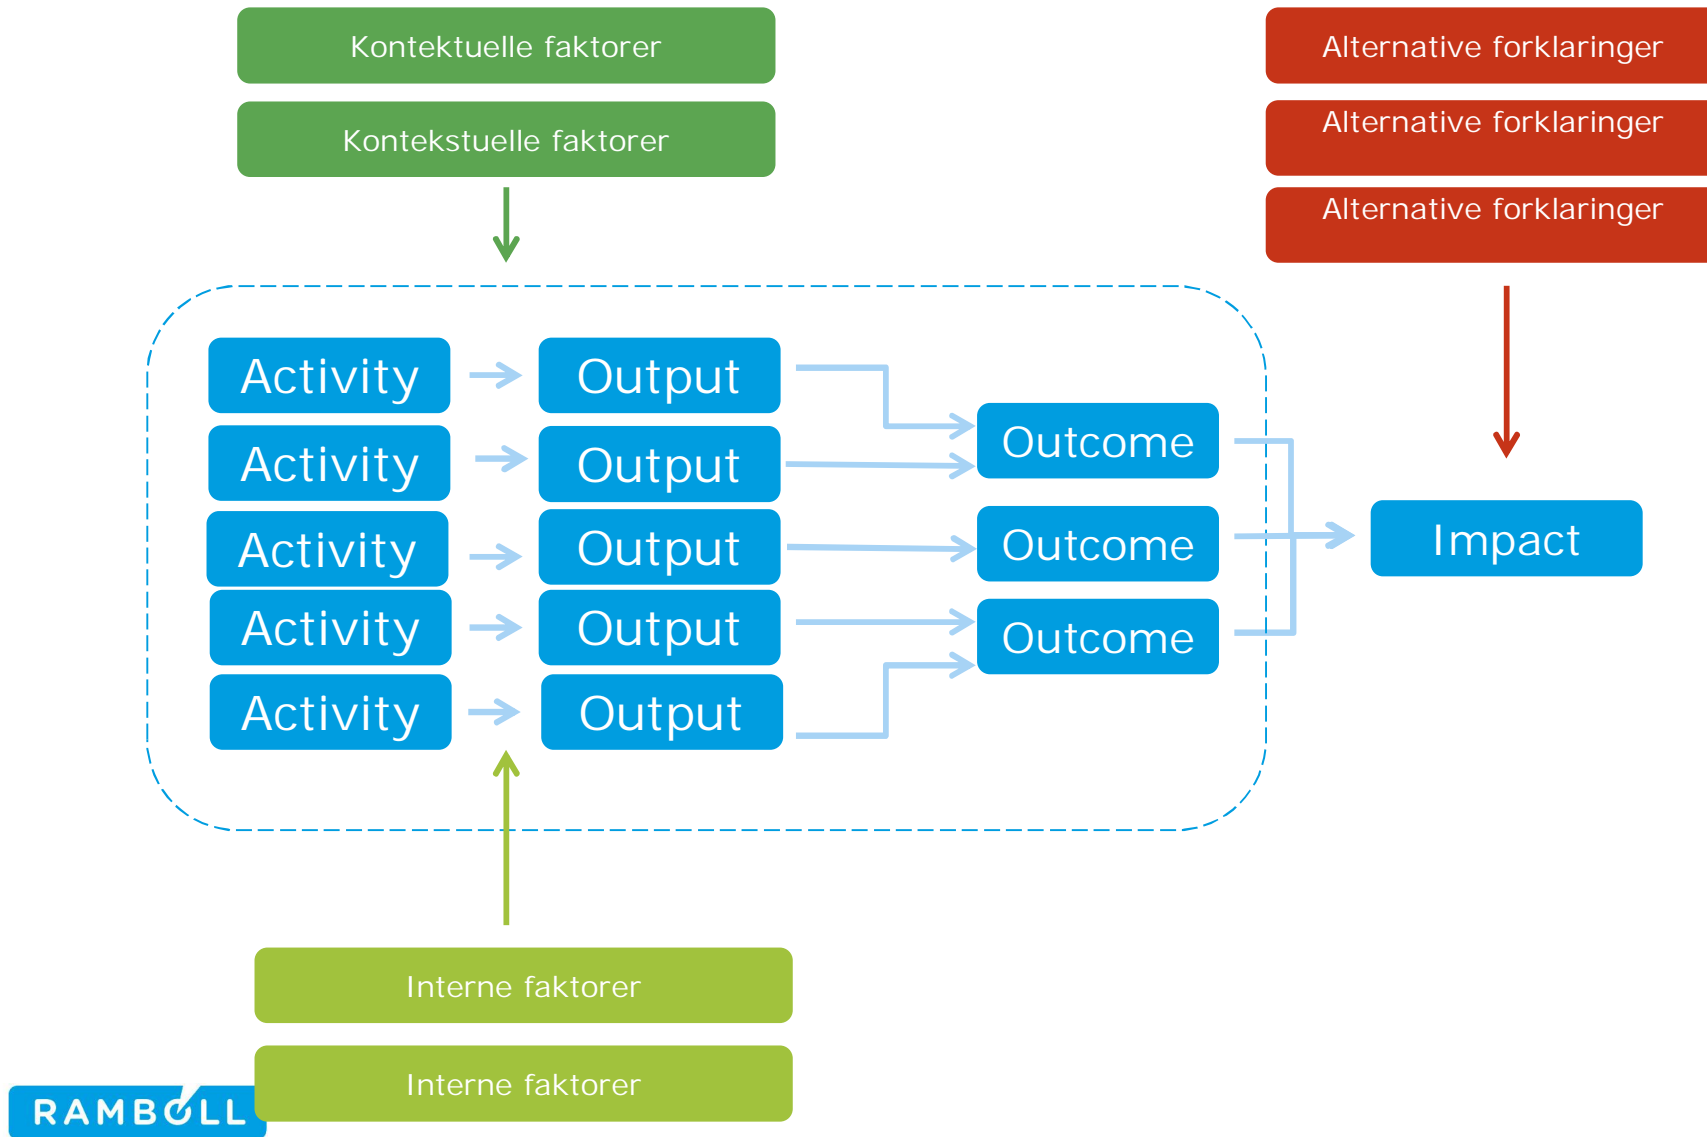 Kontektuelle faktorer
Kontekstuelle faktorer
Alternative forklaringer
Alternative forklaringer
Alternative forklaringer
Activity
Output
Activity
Output
Activity
Output
Activity
Output
Activity
Output
Outcome
Outcome
Outcome
Impact
Interne faktorer
Interne faktorer
RAMBOLL